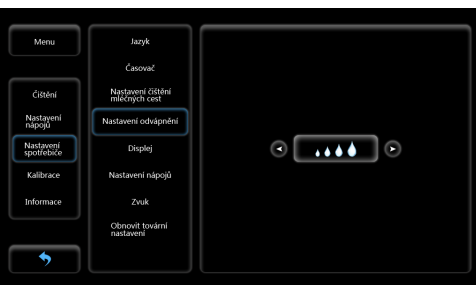 Menu
Čištění
Nastavení
nápojů
Nastavení
spotřebiče
Kalibrace
Informace
Jazyk
Časovač
Nastavení čištění
mléčných cest
Nastavení odvápnění
Displej
Nastavení nápojů
Zvuk
Obnovit tovární
nastavení